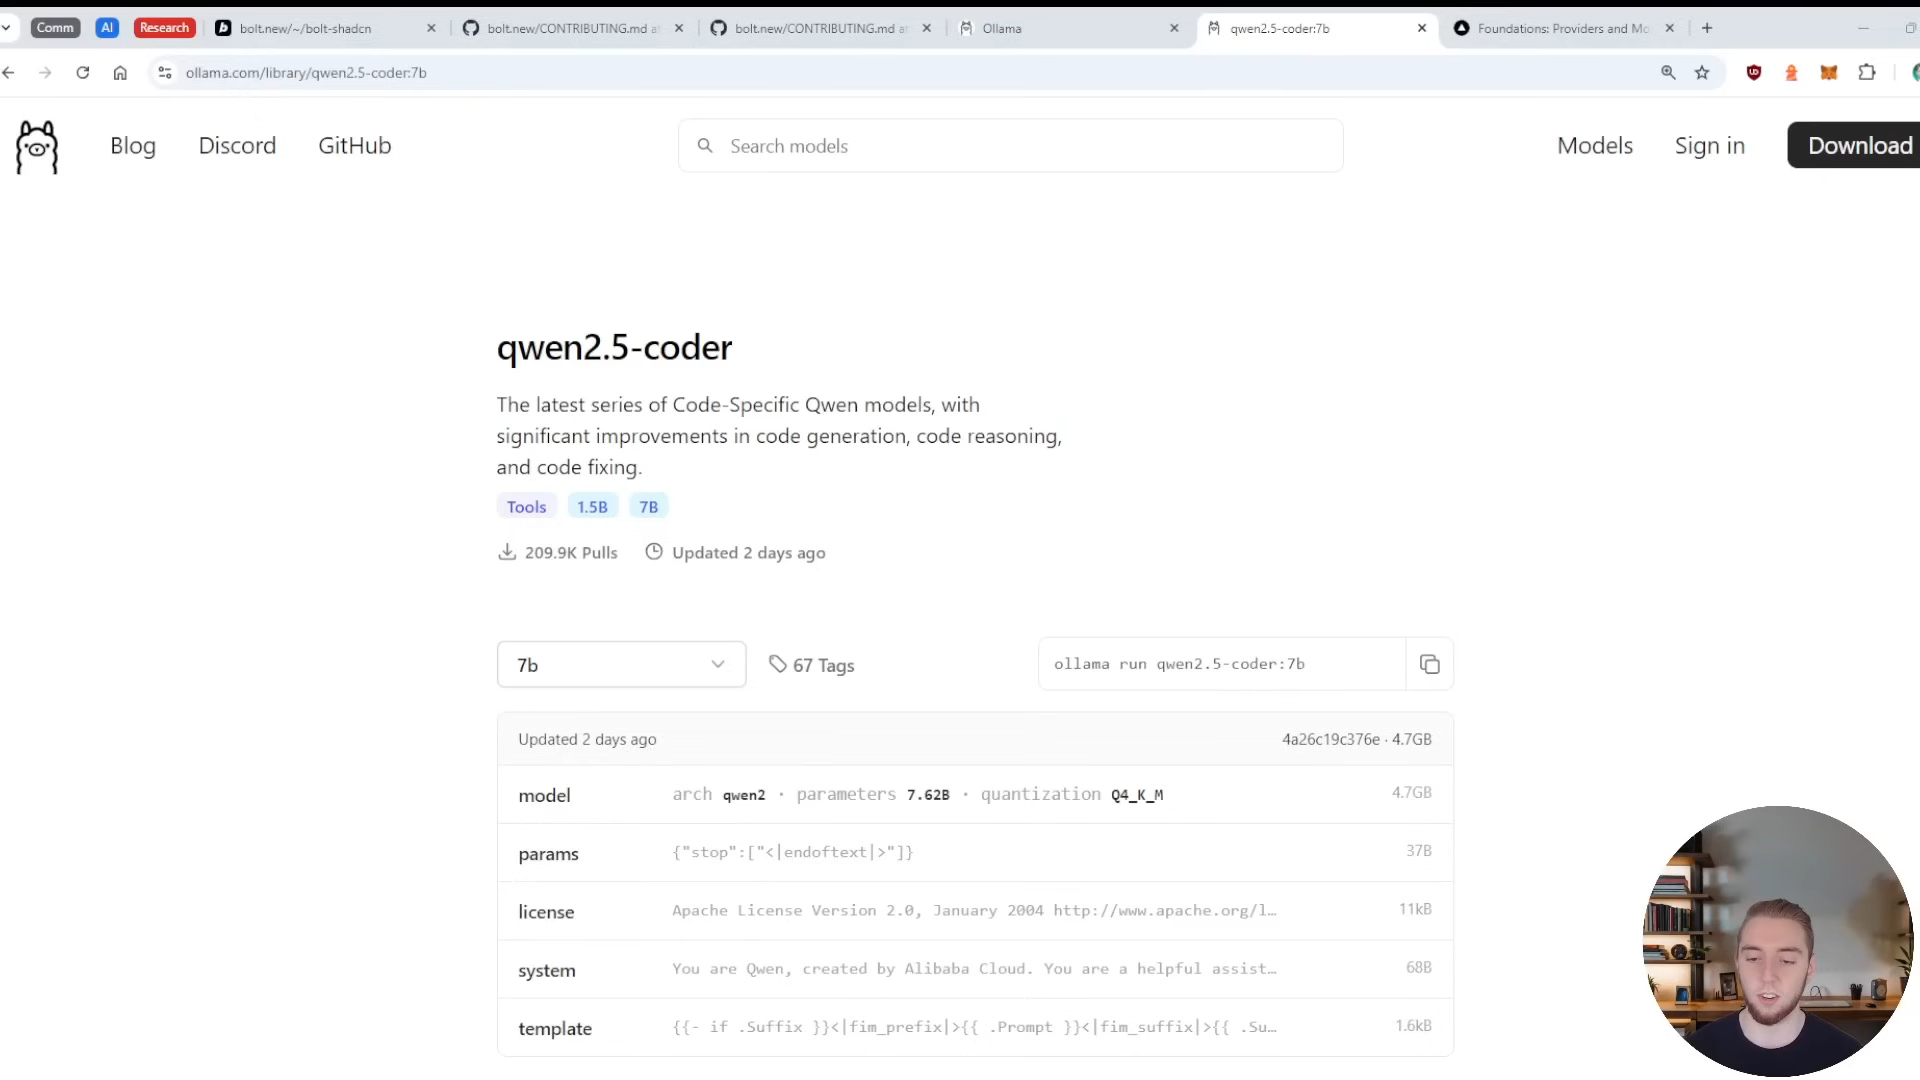 Comm AI Research bolt.new/~/bolt-shadcn bolt.new/CONTRIBUTING.md a bolt.new/CONTRIBUTING.md a Ollama qwen2.5-coder:7b Foundations: Providers and Mo
ollama.com/library/qwen2.5-coder:7b
Blog Discord GitHub Search models Models Sign in Download
qwen2.5-coder
The latest series of Code-Specific Qwen models, with
significant improvements in code generation, code reasoning,
and code fixing.
Tools 1.5B 7B
209.9K Pulls Updated 2 days ago
7b 67 Tags ollama run qwen2.5-coder:7b
Updated 2 days ago 4a26c19c376e · 4.7GB
model arch qwen2 · parameters 7.62B · quantization Q4_K_M 4.7GB
params {"stop":["<|endoftext|>"]} 37B
license Apache License Version 2.0, January 2004 http://www.apache.org/l… 11kB
system You are Qwen, created by Alibaba Cloud. You are a helpful assist… 68B
template {{- if .Suffix }}<|fim_prefix|>{{ .Prompt }}<|fim_suffix|>{{ .Su… 1.6kB